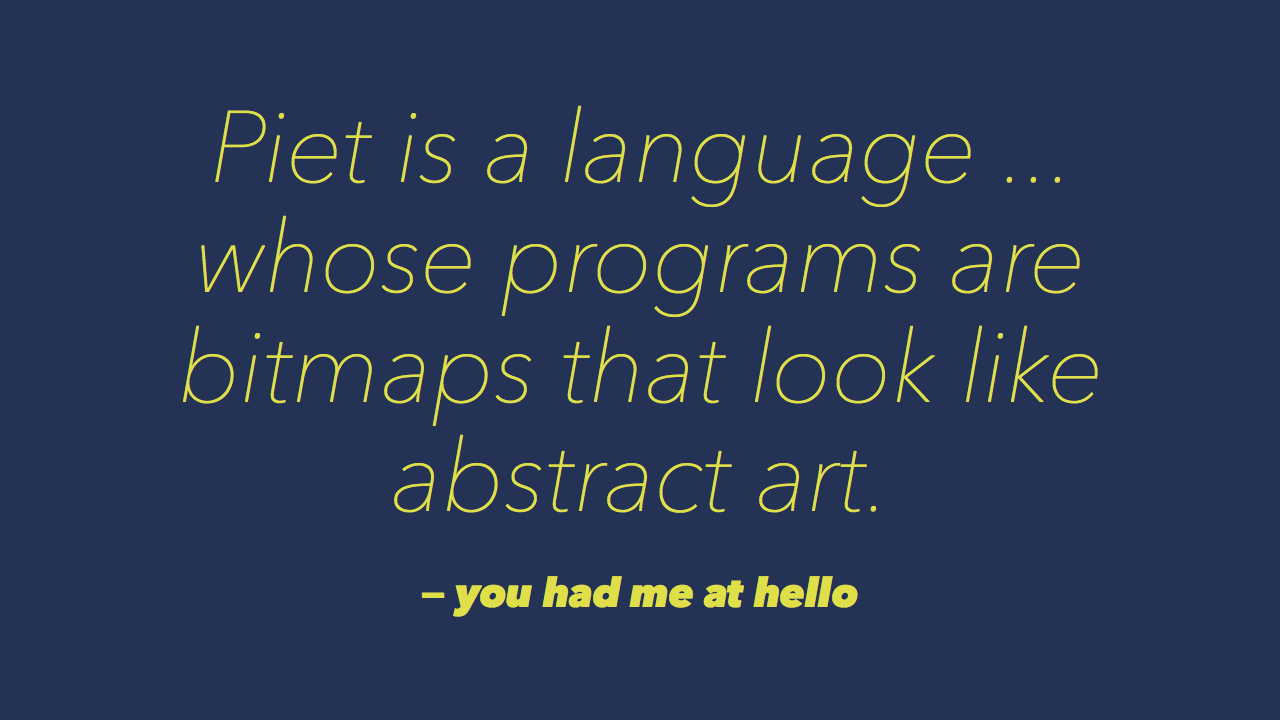 Piet is a language ...
whose programs are
bitmaps that look like
abstract art.
– you had me at hello